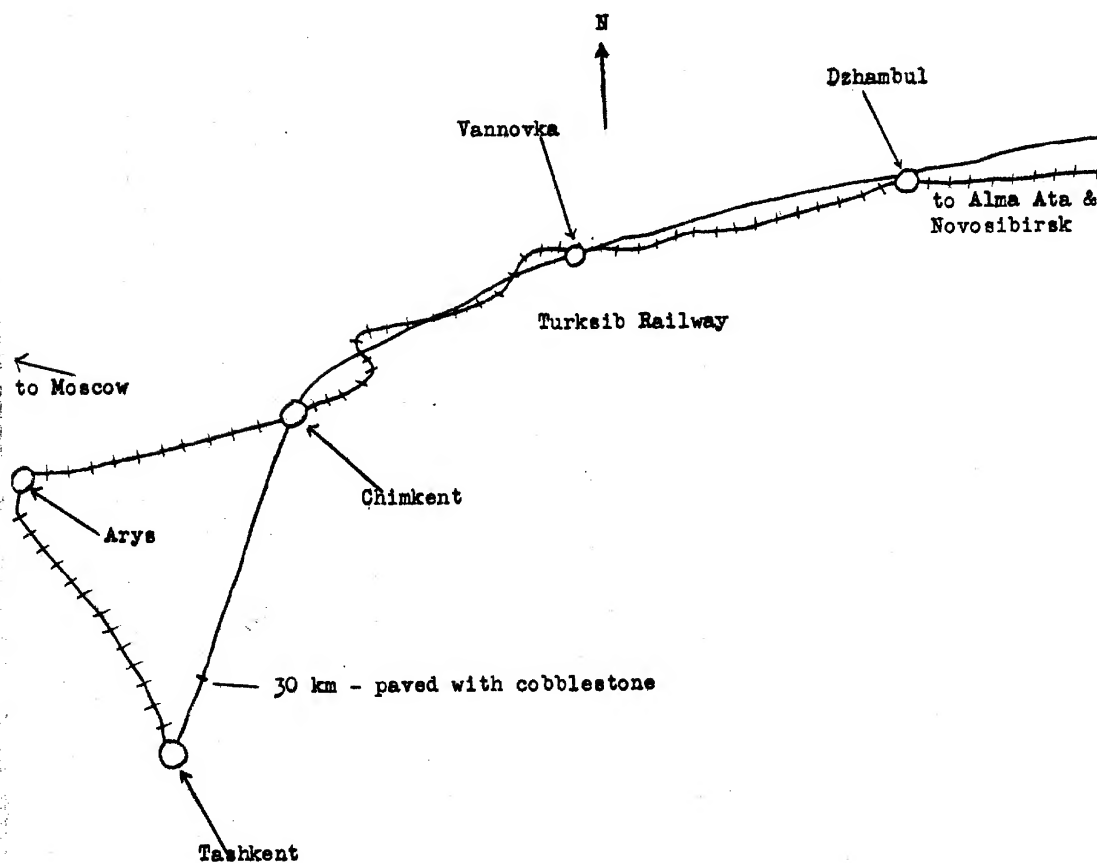 N
Dzhambul
Vannovka
to Alma Ata &
Novosibirsk
Turksib Railway
to Moscow
Chimkent
Arys
30 km - paved with cobblestone
Tashkent